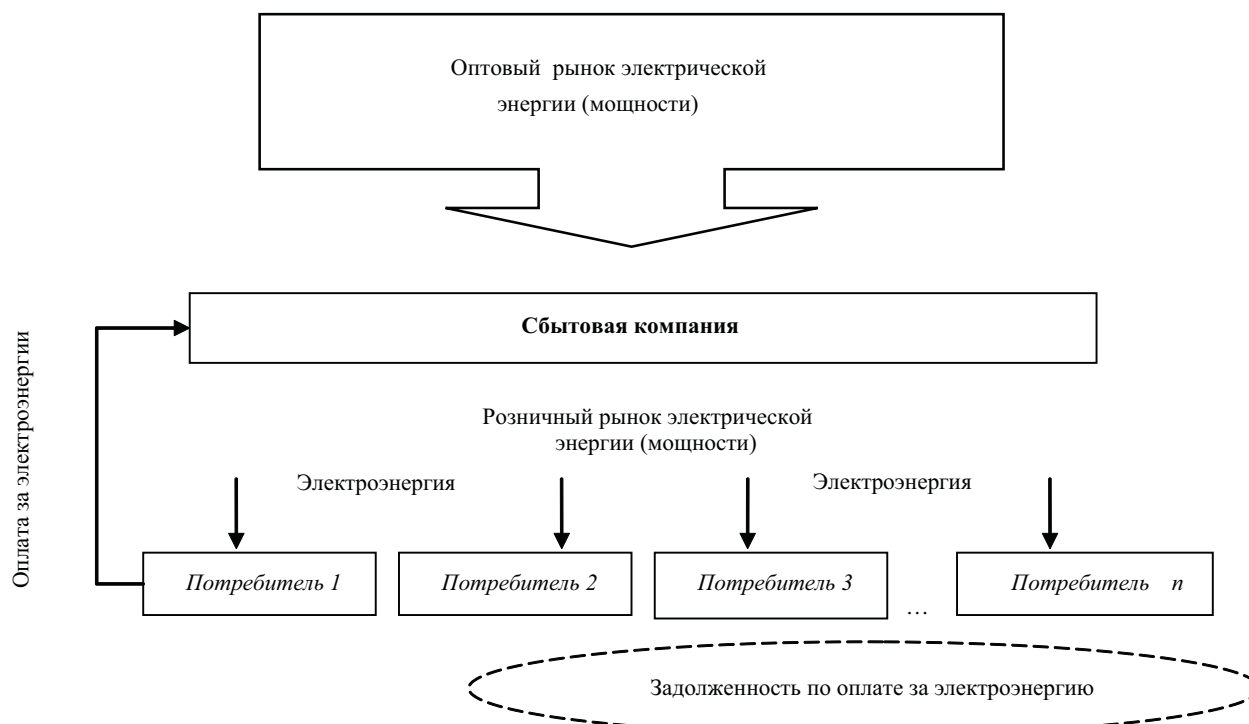 Оптовый рынок электрической
энергии (мощности)
Сбытовая компания
Оплата за электроэнергии
Розничный рынок электрической
энергии (мощности)
Электроэнергия
Электроэнергия
Потребитель 1
Потребитель 2
Потребитель 3
...
Потребитель n
Задолженность по оплате за электроэнергию